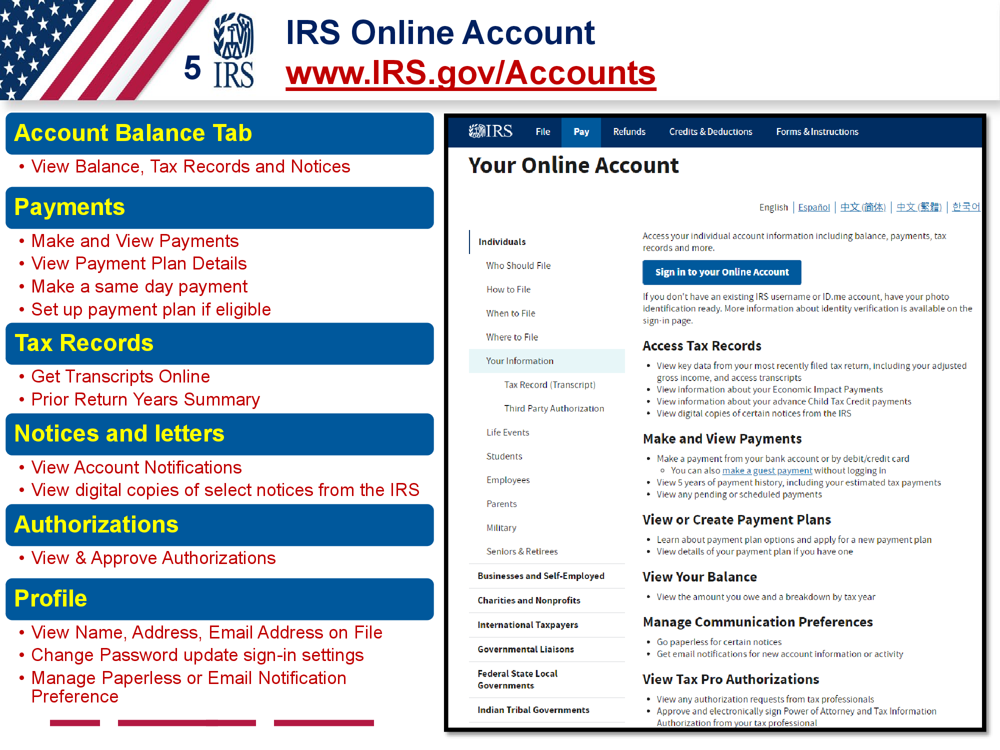 5
IRS
IRS Online Account
www.IRS.gov/Accounts
Account Balance Tab
• View Balance, Tax Records and Notices
Payments
• Make and View Payments
• View Payment Plan Details
• Make a same day payment
• Set up payment plan if eligible
Tax Records
• Get Transcripts Online
• Prior Return Years Summary
Notices and letters
• View Account Notifications
• View digital copies of select notices from the IRS
Authorizations
• View & Approve Authorizations
Profile
• View Name, Address, Email Address on File
• Change Password update sign-in settings
• Manage Paperless or Email Notification
Preference
IRS File Pay Refunds Credits & Deductions Forms & Instructions
Your Online Account
English | Español | 中文 (简体) | 中文 (繁體) | 한국어
Individuals
Who Should File
How to File
When to File
Where to File
Your Information
Tax Record (Transcript)
Third Party Authorization
Life Events
Students
Employees
Parents
Military
Seniors & Retirees
Businesses and Self-Employed
Charities and Nonprofits
International Taxpayers
Governmental Liaisons
Federal State Local
Governments
Indian Tribal Governments
Access your individual account information including balance, payments, tax
records and more.
Sign in to your Online Account
If you don't have an existing IRS username or ID.me account, have your photo
identification ready. More information about identity verification is available on the
sign-in page.
Access Tax Records
• View key data from your most recently filed tax return, including your adjusted
gross income, and access transcripts
• View information about your Economic Impact Payments
• View information about your advance Child Tax Credit payments
• View digital copies of certain notices from the IRS
Make and View Payments
• Make a payment from your bank account or by debit/credit card
○ You can also make a guest payment without logging in
• View 5 years of payment history, including your estimated tax payments
• View any pending or scheduled payments
View or Create Payment Plans
• Learn about payment plan options and apply for a new payment plan
• View details of your payment plan if you have one
View Your Balance
• View the amount you owe and a breakdown by tax year
Manage Communication Preferences
• Go paperless for certain notices
• Get email notifications for new account information or activity
View Tax Pro Authorizations
• View any authorization requests from tax professionals
• Approve and electronically sign Power of Attorney and Tax Information
Authorization from your tax professional